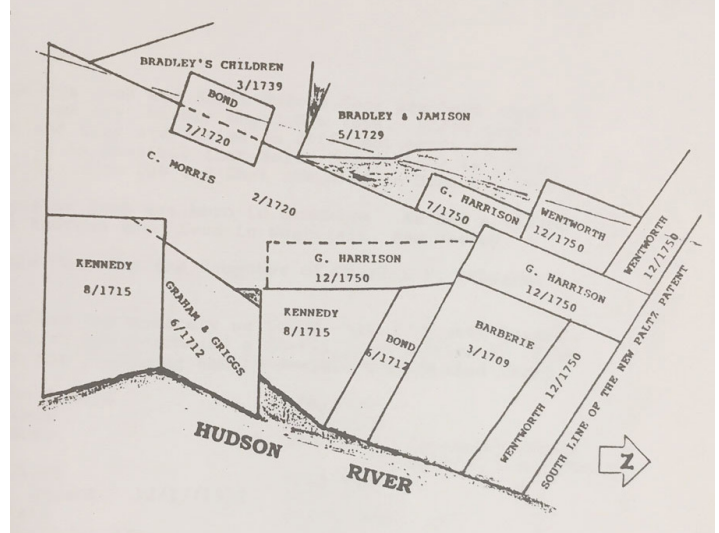 BRADLEY'S CHILDREN
3/1739
BOND
7/1720
BRADLEY & JAMISON
5/1729
C. MORRIS
2/1720
G. HARRISON
7/1750
WENTWORTH
12/1750
WENTWORTH
12/1750
KENNEDY
8/1715
GRAHAM & GRIGGS
6/1712
G. HARRISON
12/1750
G. HARRISON
12/1750
KENNEDY
8/1715
BOND
6/1712
BARBERIE
3/1709
WENTWORTH 12/1750
SOUTH LINE OF THE NEW PALTZ PATENT
HUDSON RIVER
N